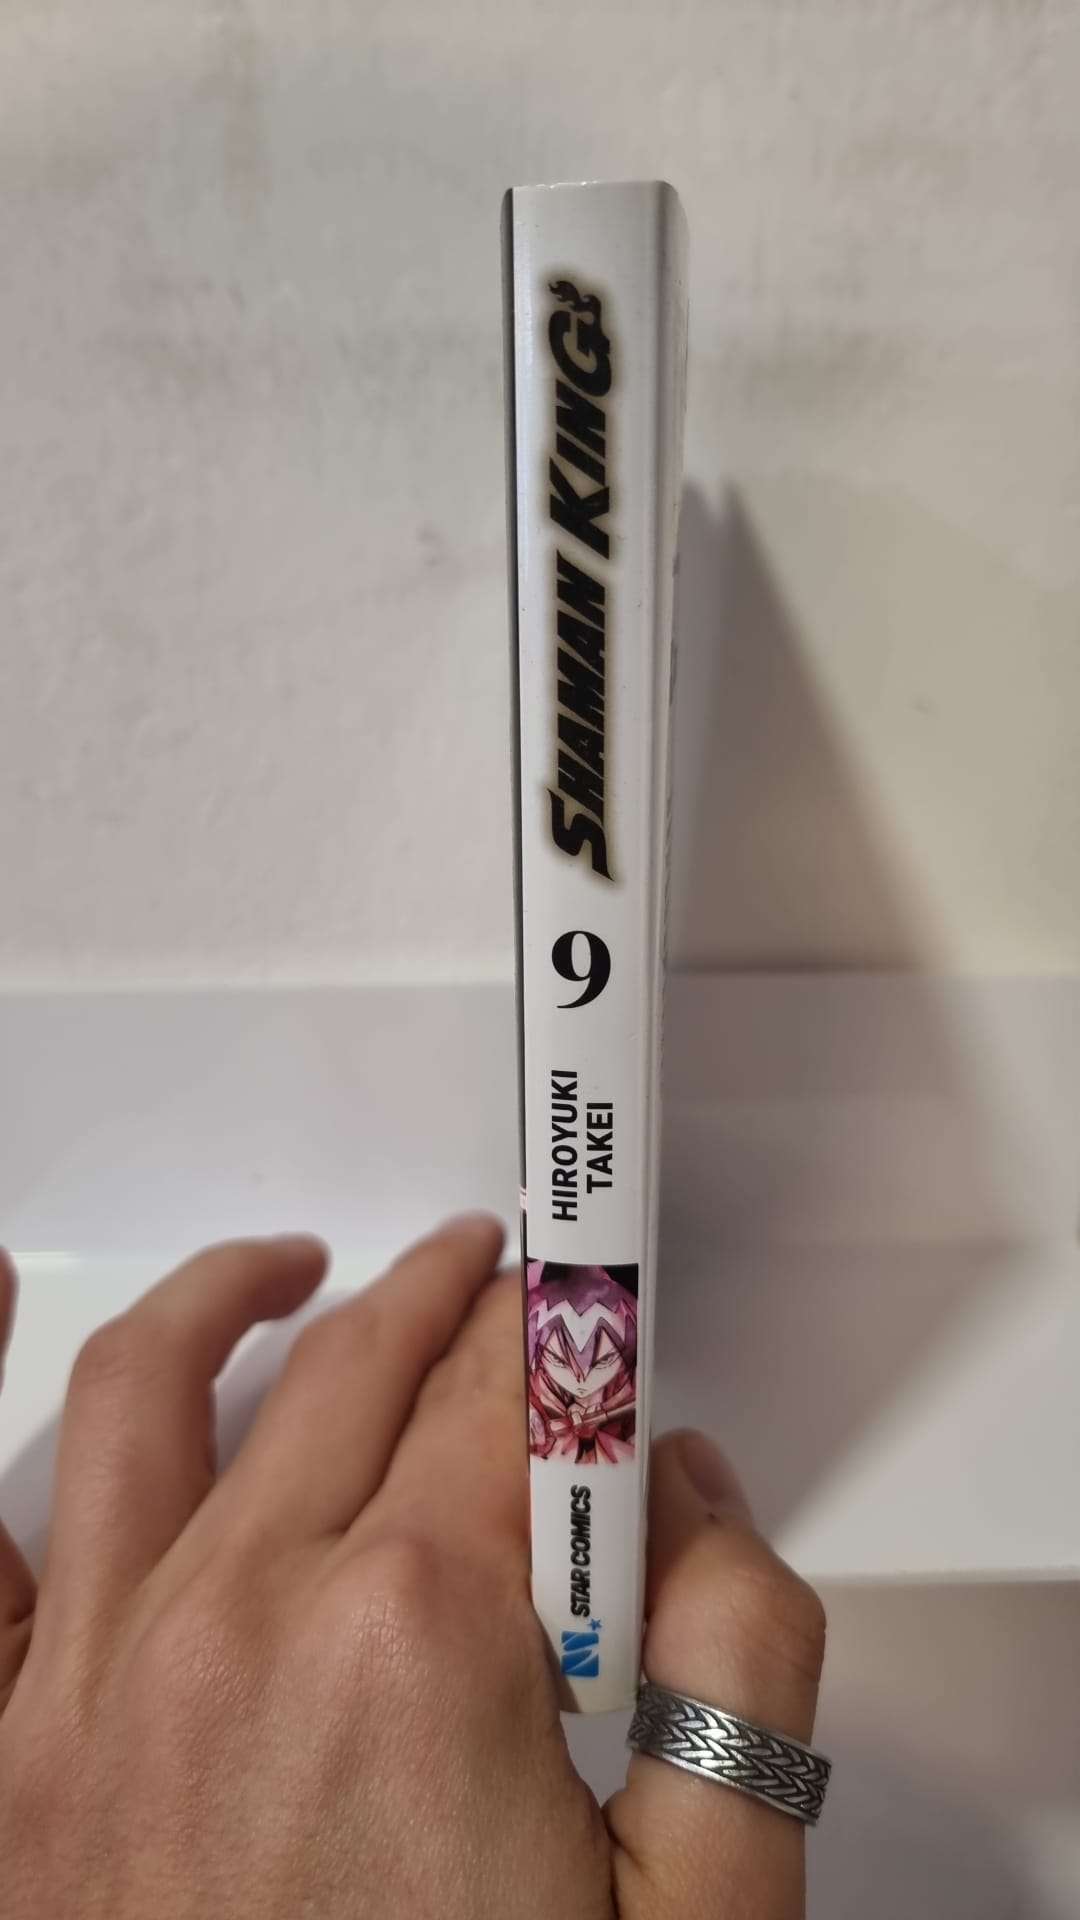 SHAMAN KING
9
HIROYUKI
TAKEI
STAR COMICS